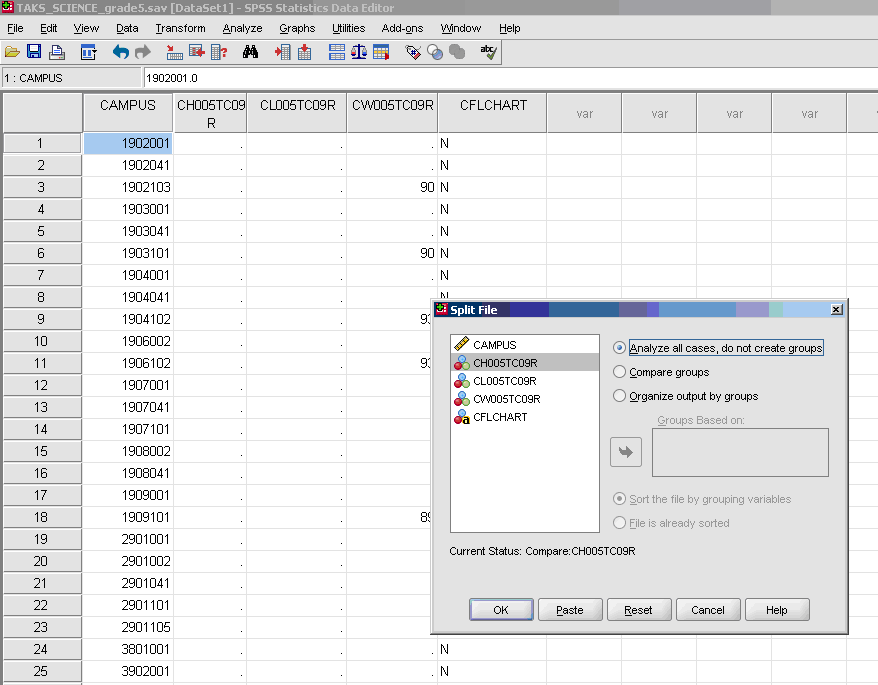 TAKS_SCIENCE_grade5.sav [DataSet1] - SPSS Statistics Data Editor
File Edit View Data Transform Analyze Graphs Utilities Add-ons Window Help
1 : CAMPUS 1902001.0
CAMPUS CH005TC09R CL005TC09R CW005TC09R CFLCHART var var var var
1 1902001 . . . N
2 1902041 . . . N
3 1902103 . . 90 N
4 1903001 . . . N
5 1903041 . . . N
6 1903101 . . 90 N
7 1904001 . . . N
8 1904041 . . N
9 1904102 . .
10 1906002 . .
11 1906102 . .
12 1907001 . .
13 1907041 . .
14 1907101 . .
15 1908002 . .
16 1908041 . .
17 1909001 . .
18 1909101 . .
19 2901001 . .
20 2901002 . .
21 2901041 . .
22 2901101 . .
23 2901105 . .
24 3801001 . . . N
25 3902001 . . . N
Split File
CAMPUS
CH005TC09R
CL005TC09R
CW005TC09R
CFLCHART
Analyze all cases, do not create groups
Compare groups
Organize output by groups
Groups Based on:
Sort the file by grouping variables
File is already sorted
Current Status: Compare:CH005TC09R
OK Paste Reset Cancel Help